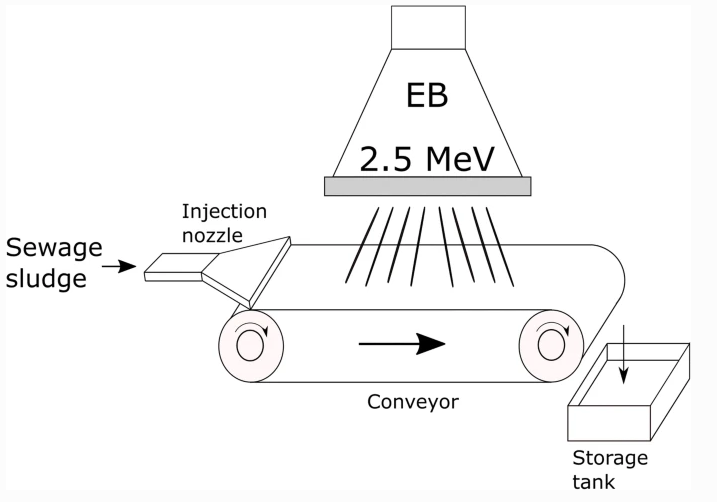 EB
2.5 MeV
Injection
nozzle
Sewage
sludge
Conveyor
Storage
tank